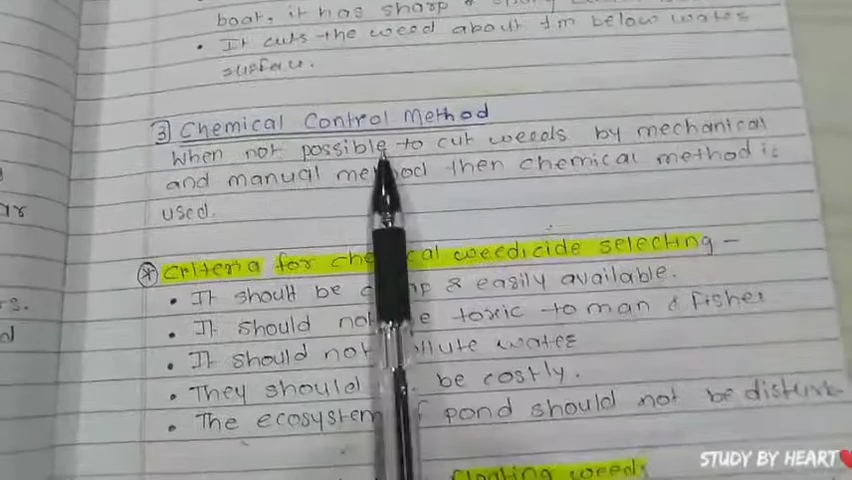 boat, it has sharp &
• It cuts the weed about 1m below water
surface.
③ Chemical Control Method
When not possible to cut weeds by mechanical
and manual method then chemical method is
used.
* Criteria for chemical weedicide selecting -
• It should be cheap & easily available.
• It should not be toxic to man & fisher
• It should not pollute water
• They should be costly.
• The ecosystem of pond should not be disturb
floating weeds
STUDY BY HEART❤